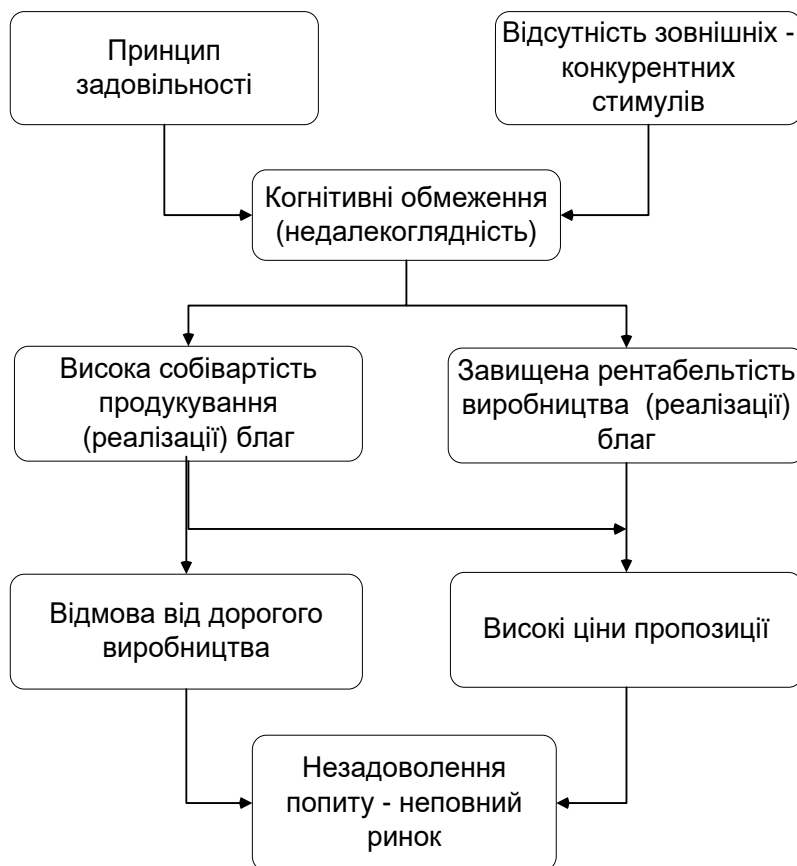 Принцип
задовільності
Відсутність зовнішніх -
конкурентних
стимулів
Когнітивні обмеження
(недалекоглядність)
Висока собівартість
продукування
(реалізації) благ
Завищена рентабельтість
виробництва (реалізації)
благ
Відмова від дорогого
виробництва
Високі ціни пропозиції
Незадоволення
попиту - неповний
ринок